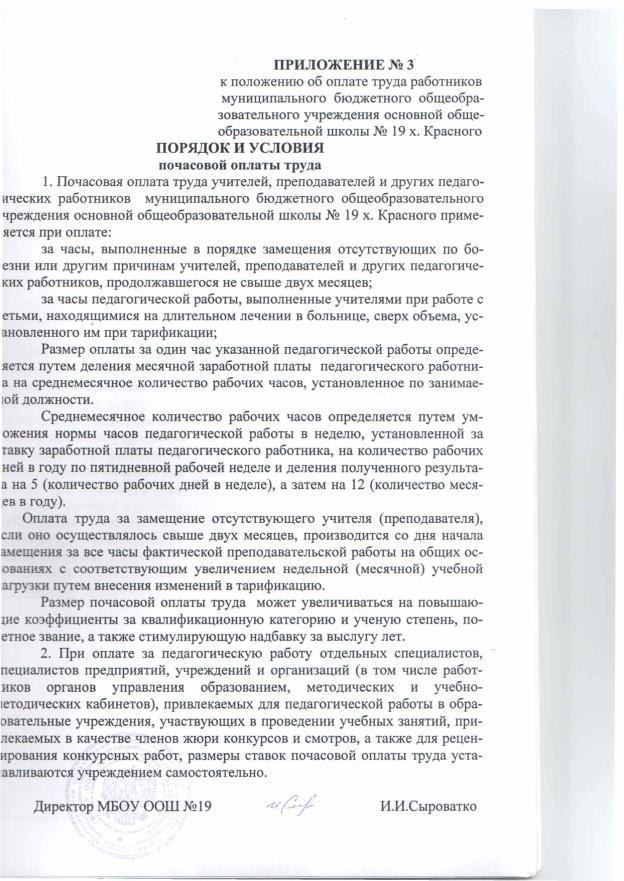 ПРИЛОЖЕНИЕ № 3
к положению об оплате труда работников
муниципального бюджетного общеобра-
зовательного учреждения основной обще-
образовательной школы № 19 х. Красного
ПОРЯДОК И УСЛОВИЯ
почасовой оплаты труда
1. Почасовая оплата труда учителей, преподавателей и других педаго-
ических работников муниципального бюджетного общеобразовательного
чреждения основной общеобразовательной школы № 19 х. Красного приме-
яется при оплате:
за часы, выполненные в порядке замещения отсутствующих по бо-
езни или другим причинам учителей, преподавателей и других педагогиче-
ких работников, продолжавшегося не свыше двух месяцев;
за часы педагогической работы, выполненные учителями при работе с
етьми, находящимися на длительном лечении в больнице, сверх объема, ус-
ановленного им при тарификации;
Размер оплаты за один час указанной педагогической работы опреде-
яется путем деления месячной заработной платы педагогического работни-
а на среднемесячное количество рабочих часов, установленное по занимае-
ой должности.
Среднемесячное количество рабочих часов определяется путем ум-
ожения нормы часов педагогической работы в неделю, установленной за
тавку заработной платы педагогического работника, на количество рабочих
ней в году по пятидневной рабочей неделе и деления полученного результа-
а на 5 (количество рабочих дней в неделе), а затем на 12 (количество меся-
ев в году).
Оплата труда за замещение отсутствующего учителя (преподавателя),
сли оно осуществлялось свыше двух месяцев, производится со дня начала
амещения за все часы фактической преподавательской работы на общих ос-
ованиях с соответствующим увеличением недельной (месячной) учебной
агрузки путем внесения изменений в тарификацию.
Размер почасовой оплаты труда может увеличиваться на повышаю-
ие коэффициенты за квалификационную категорию и ученую степень, по-
етное звание, а также стимулирующую надбавку за выслугу лет.
2. При оплате за педагогическую работу отдельных специалистов,
пециалистов предприятий, учреждений и организаций (в том числе работ-
иков органов управления образованием, методических и учебно-
етодических кабинетов), привлекаемых для педагогической работы в обра-
овательные учреждения, участвующих в проведении учебных занятий, при-
лекаемых в качестве членов жюри конкурсов и смотров, а также для рецен-
ирования конкурсных работ, размеры ставок почасовой оплаты труда уста-
авливаются учреждением самостоятельно.
Директор МБОУ ООШ №19 И.И.Сыроватко